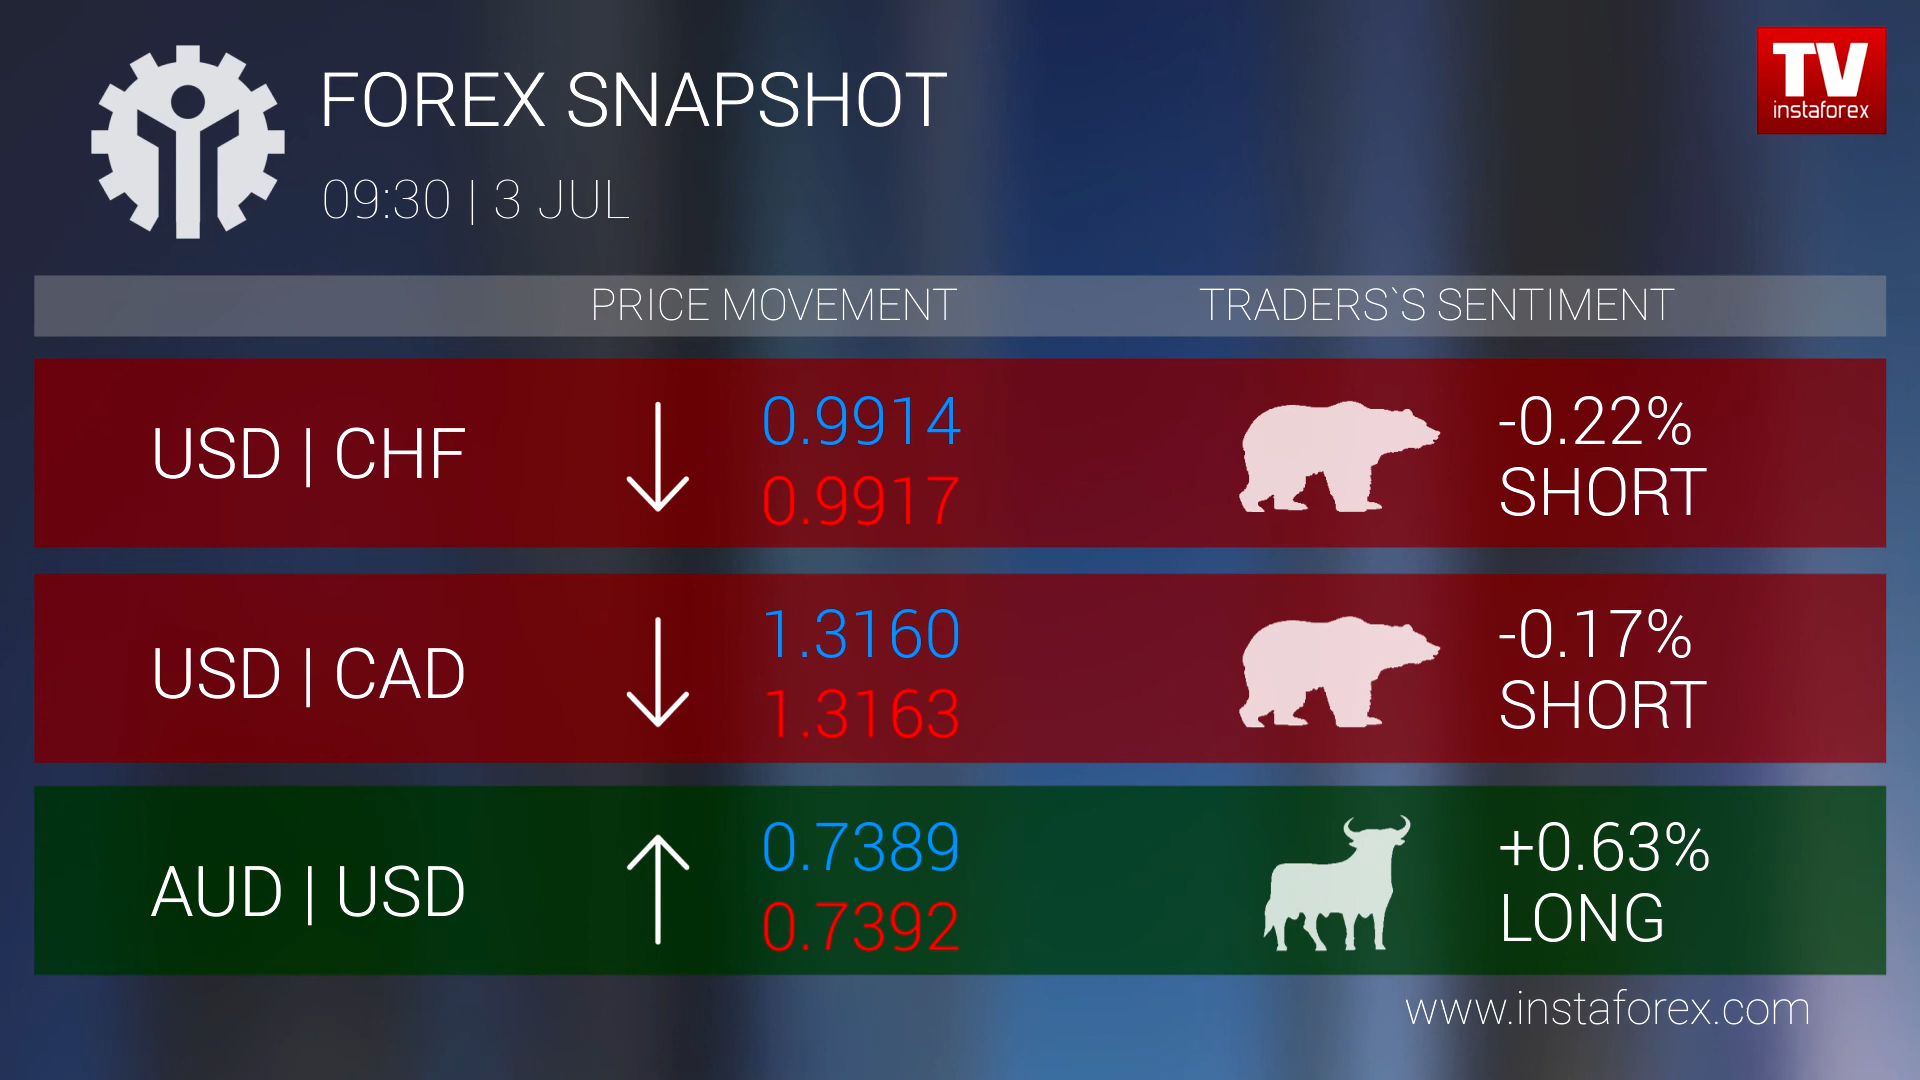 FOREX SNAPSHOT
TV
instaforex
09:30 | 3 JUL
PRICE MOVEMENT TRADERS`S SENTIMENT
USD | CHF
0.9914
0.9917
-0.22%
SHORT
USD | CAD
1.3160
1.3163
-0.17%
SHORT
AUD | USD
0.7389
0.7392
+0.63%
LONG
www.instaforex.com